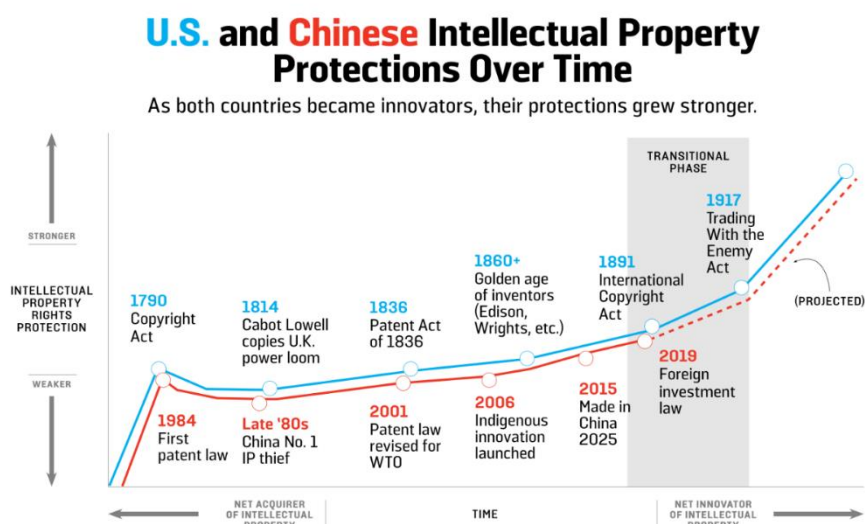 U.S. and Chinese Intellectual Property
Protections Over Time
As both countries became innovators, their protections grew stronger.
STRONGER
INTELLECTUAL
PROPERTY
RIGHTS
PROTECTION
WEAKER
1790
Copyright
Act
1814
Cabot Lowell
copies U.K.
power loom
1836
Patent Act
of 1836
1860+
Golden age
of inventors
(Edison,
Wrights, etc.)
1891
International
Copyright
Act
TRANSITIONAL
PHASE
1917
Trading
With the
Enemy
Act
(PROJECTED)
1984
First
patent law
Late '80s
China No. 1
IP thief
2001
Patent law
revised for
WTO
2006
Indigenous
innovation
launched
2015
Made in
China
2025
2019
Foreign
investment
law
NET ACQUIRER
OF INTELLECTUAL
PROPERTY
TIME
NET INNOVATOR
OF INTELLECTUAL
PROPERTY